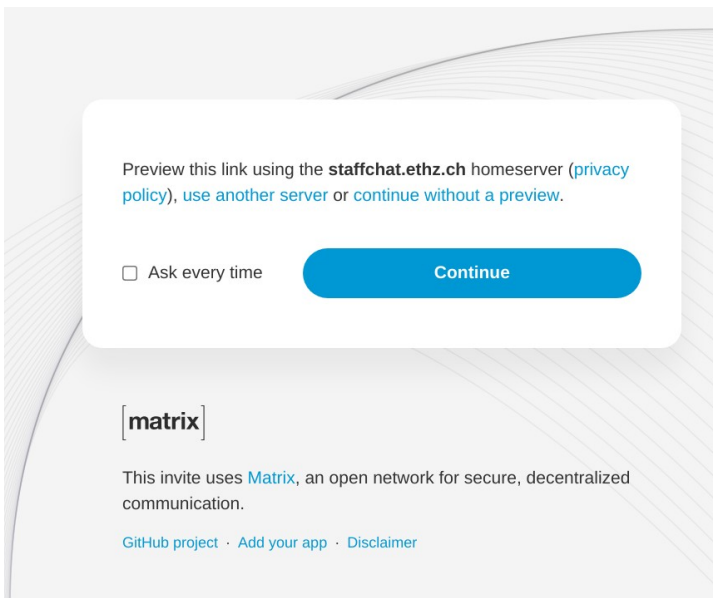 Preview this link using the staffchat.ethz.ch homeserver (privacy
policy), use another server or continue without a preview.
Ask every time
Continue
[matrix]
This invite uses Matrix, an open network for secure, decentralized
communication.
GitHub project · Add your app · Disclaimer